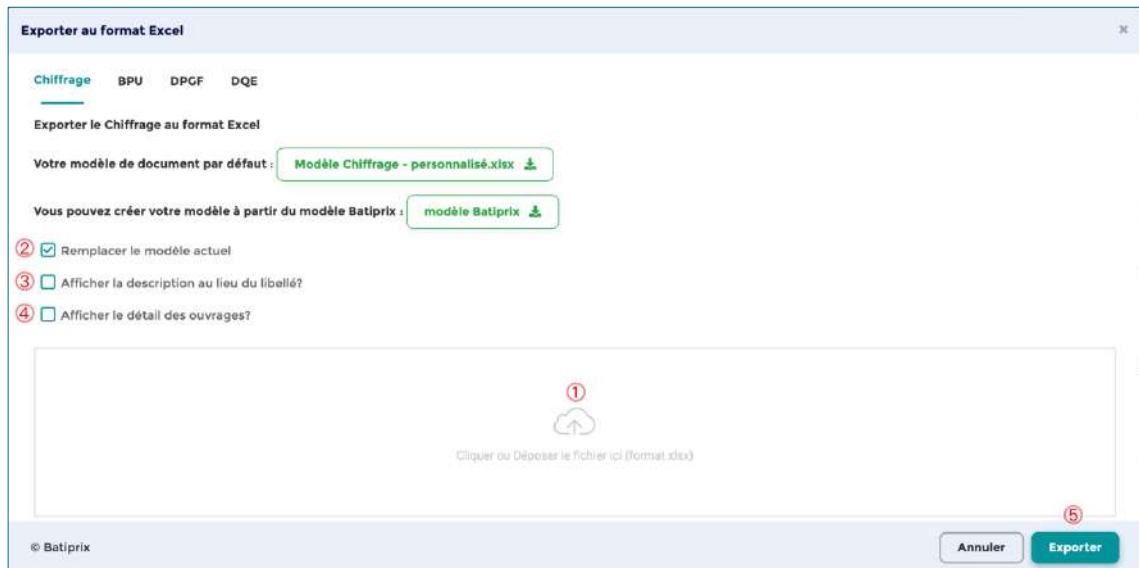 Exporter au format Excel ×
Chiffrage BPU DPGF DQE
Exporter le Chiffrage au format Excel
Votre modèle de document par défaut : Modèle Chiffrage - personnalisé.xlsx
Vous pouvez créer votre modèle à partir du modèle Batiprix : modèle Batiprix
② Remplacer le modèle actuel
③ Afficher la description au lieu du libellé?
④ Afficher le détail des ouvrages?
①
Cliquer ou Déposer le fichier ici (format xlsx)
⑤
© Batiprix Annuler Exporter